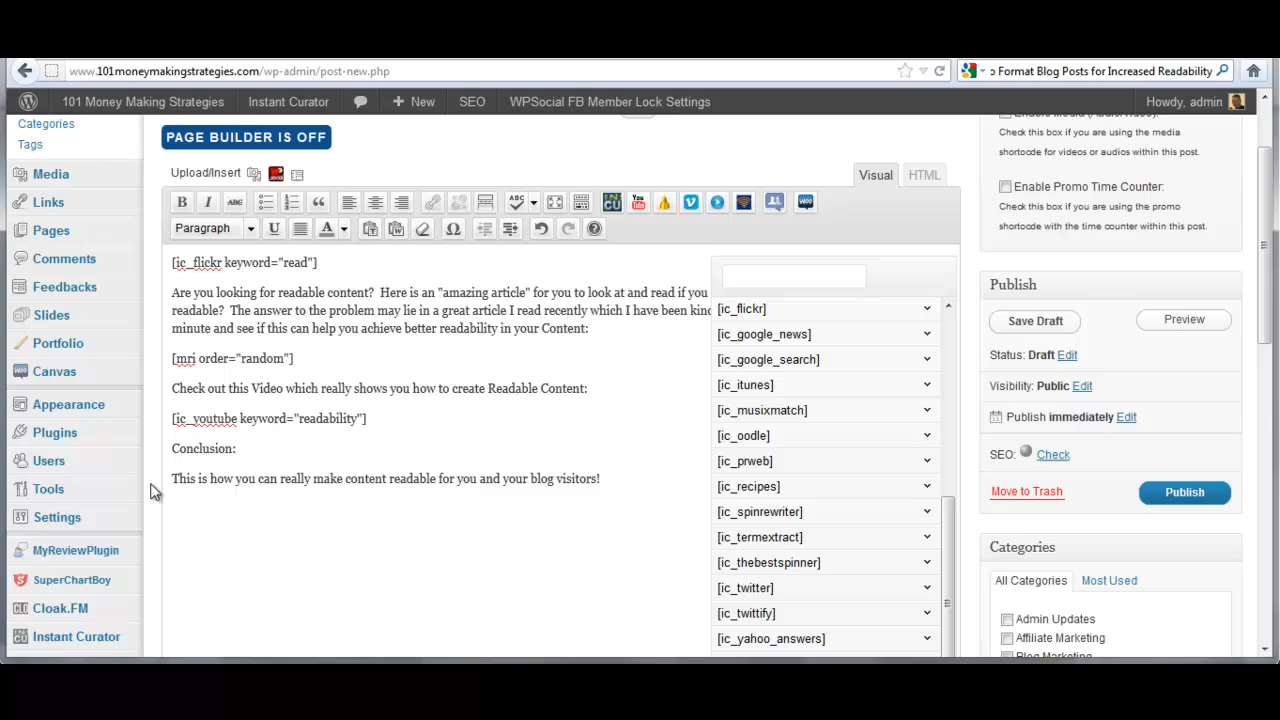 www.101moneymakingstrategies.com/wp-admin/post-new.php
Format Blog Posts for Increased Readability
101 Money Making Strategies
Instant Curator
New
SEO
WPSocial FB Member Lock Settings
Howdy, admin
Categories
Tags
Media
Links
Pages
Comments
Feedbacks
Slides
Portfolio
Canvas
Appearance
Plugins
Users
Tools
Settings
MyReviewPlugin
SuperChartBoy
Cloak.FM
Instant Curator
PAGE BUILDER IS OFF
Upload/Insert
Visual
HTML
B I ABC
ABC
INCU
You Tube
WOO
Paragraph
U
A
[ic_flickr keyword="read"]
Are you looking for readable content? Here is an "amazing article" for you to look at and read if you
readable? The answer to the problem may lie in a great article I read recently which I have been kind
minute and see if this can help you achieve better readability in your Content:
[mri order="random"]
Check out this Video which really shows you how to create Readable Content:
[ic_youtube keyword="readability"]
Conclusion:
This is how you can really make content readable for you and your blog visitors!
[ic_flickr]
[ic_google_news]
[ic_google_search]
[ic_itunes]
[ic_musixmatch]
[ic_oodle]
[ic_prweb]
[ic_recipes]
[ic_spinrewriter]
[ic_termextract]
[ic_thebestspinner]
[ic_twitter]
[ic_twittify]
[ic_yahoo_answers]
Check this box if you are using the media
shortcode for videos or audios within this post.
Enable Promo Time Counter:
Check this box if you are using the promo
shortcode with the time counter within this post.
Publish
Save Draft
Preview
Status: Draft Edit
Visibility: Public Edit
Publish immediately Edit
SEO: Check
Move to Trash
Publish
Categories
All Categories
Most Used
Admin Updates
Affiliate Marketing
Blog Marketing